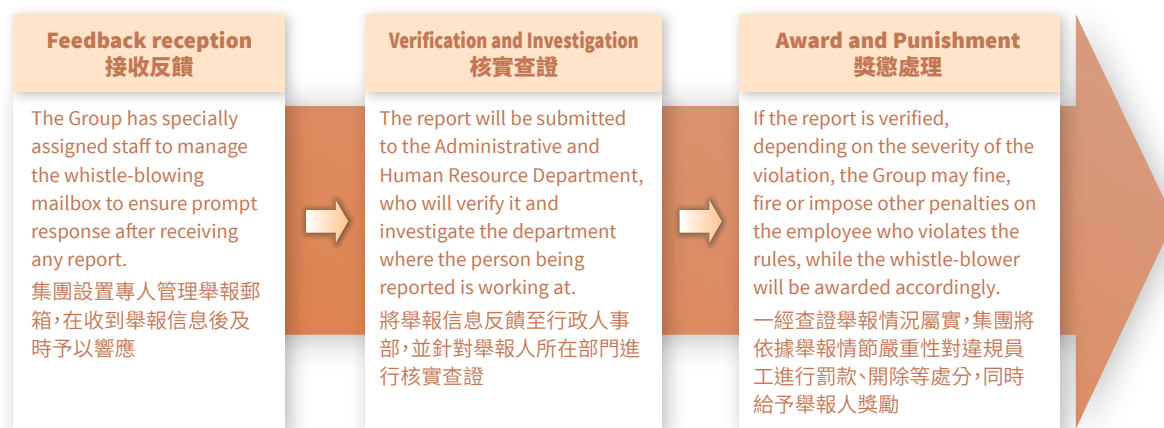 Feedback reception
接收反饋
The Group has specially
assigned staff to manage
the whistle-blowing
mailbox to ensure prompt
response after receiving
any report.
集團設置專人管理舉報郵
箱，在收到舉報信息後及
時予以響應
Verification and Investigation
核實查證
The report will be submitted
to the Administrative and
Human Resource Department,
who will verify it and
investigate the department
where the person being
reported is working at.
將舉報信息反饋至行政人事
部，並針對舉報人所在部門進
行核實查證
Award and Punishment
獎懲處理
If the report is verified,
depending on the severity of the
violation, the Group may fine,
fire or impose other penalties on
the employee who violates the
rules, while the whistle-blower
will be awarded accordingly.
一經查證舉報情況屬實，集團將
依據舉報情節嚴重性對違規員
工進行罰款、開除等處分，同時
給予舉報人獎勵